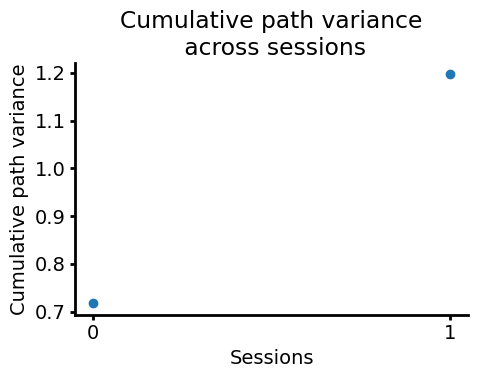 Cumulative path variance
across sessions
Cumulative path variance
1.2
1.1
1.0
0.9
0.8
0.7
0
1
Sessions